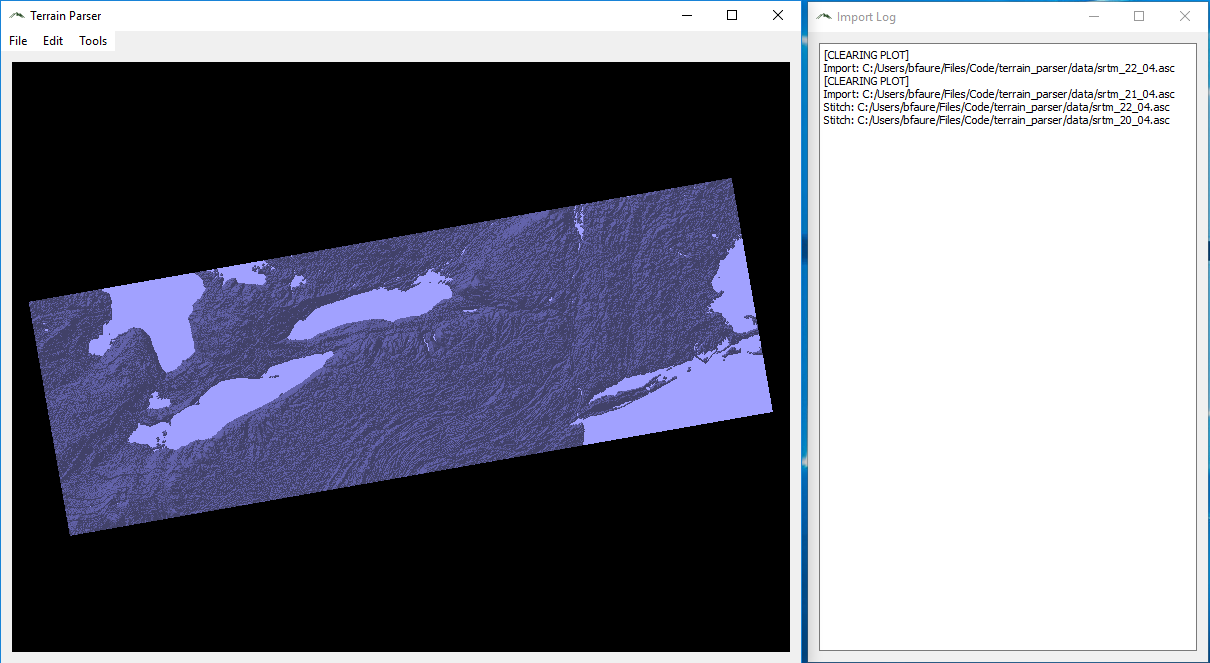 Terrain Parser
File Edit Tools
Import Log
[CLEARING PLOT]
Import: C:/Users/bfaure/Files/Code/terrain_parser/data/srtm_22_04.asc
[CLEARING PLOT]
Import: C:/Users/bfaure/Files/Code/terrain_parser/data/srtm_21_04.asc
Stitch: C:/Users/bfaure/Files/Code/terrain_parser/data/srtm_22_04.asc
Stitch: C:/Users/bfaure/Files/Code/terrain_parser/data/srtm_20_04.asc